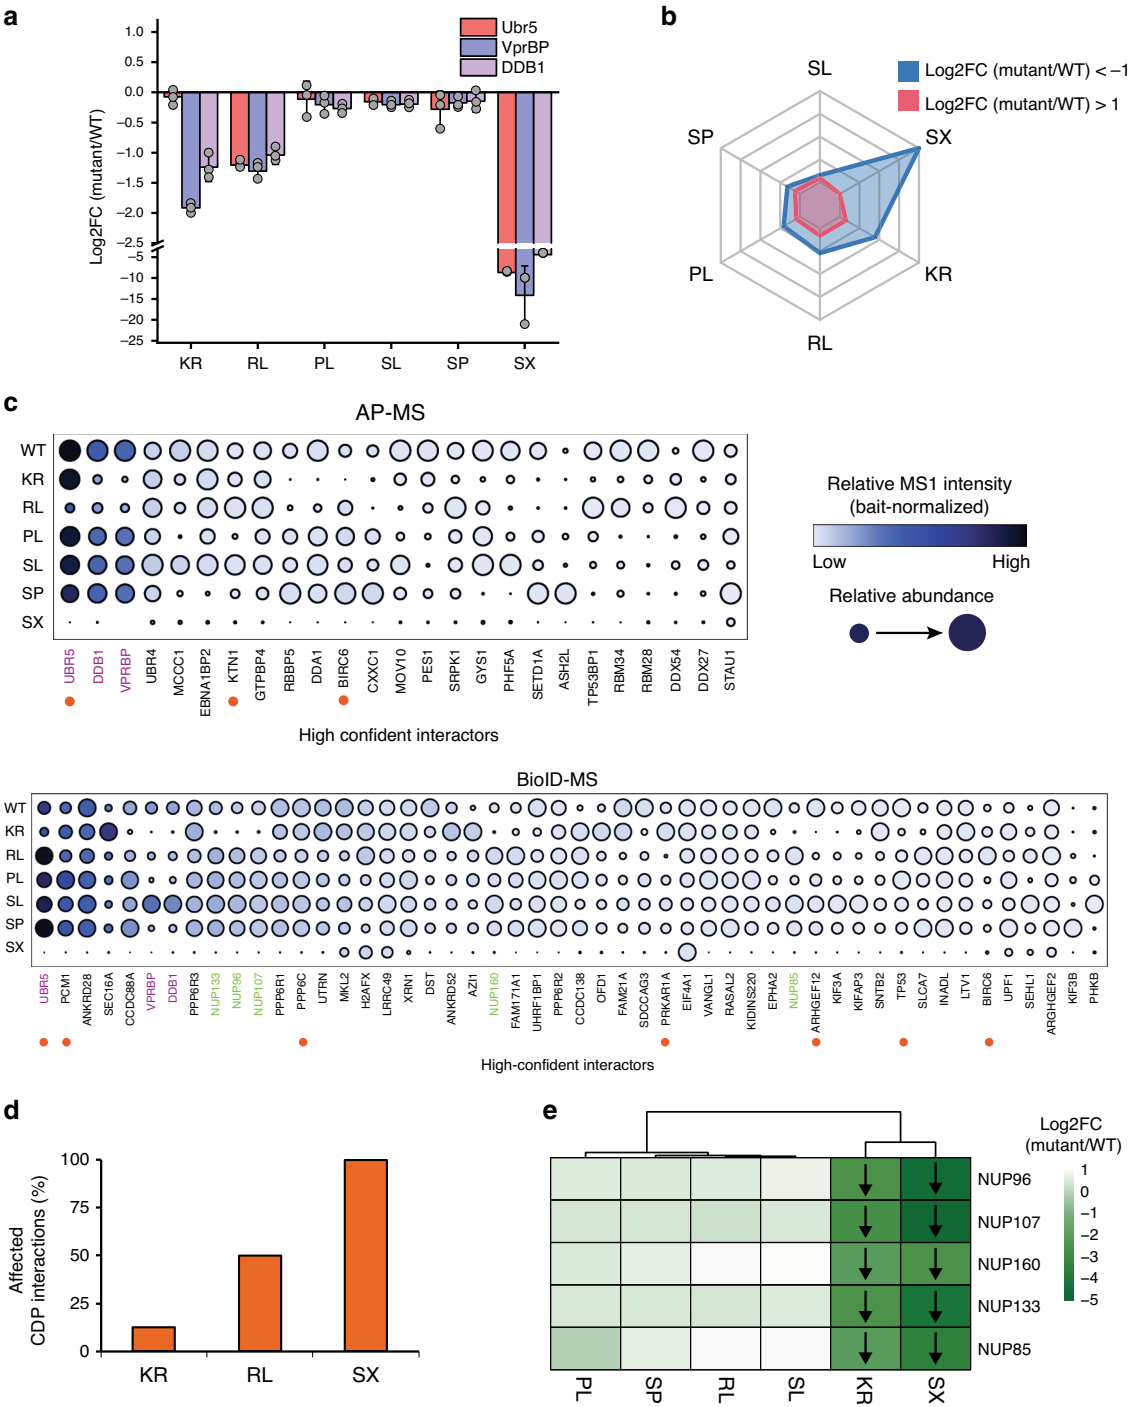 a
Log2FC (mutant/WT)
1.0
0.5
0.0
−0.5
−1.0
−1.5
−2.0
−2.5
−5
−10
−15
−20
−25
Ubr5
VprBP
DDB1
KR RL PL SL SP SX
b
SL
SX
KR
RL
PL
SP
Log2FC (mutant/WT) < −1
Log2FC (mutant/WT) > 1
c
AP-MS
WT
KR
RL
PL
SL
SP
SX
UBR5 DDB1 VPRBP UBR4 MCCC1 EBNA1BP2 KTN1 GTPBP4 RBBP5 DDA1 BIRC6 CXXC1 MOV10 PES1 SRPK1 GYS1 PHF5A SETD1A ASH2L TP53BP1 RBM34 RBM28 DDX54 DDX27 STAU1
High confident interactors
Relative MS1 intensity
(bait-normalized)
Low High
Relative abundance
BioID-MS
WT
KR
RL
PL
SL
SP
SX
UBR5 PCM1 ANKRD28 SEC16A CCDC88A VPRBP DDB1 PPP6R3 NUP133 NUP96 NUP107 PPP6R1 PPP6C UTRN MKL2 H2AFX LRRC49 XRN1 DST ANKRD52 AZI1 NUP160 FAM171A1 UHRF1BP1 PPP6R2 CCDC138 OFD1 FAM21A SDCCAG3 PRKAR1A EIF4A1 VANGL1 RASAL2 KIDINS220 EPHA2 NUP85 ARHGEF12 KIF3A KIFAP3 SNTB2 TP53 SLCA7 INADL LTV1 BIRC6 UPF1 SEHL1 ARGHGEF2 KIF3B PHKB
High-confident interactors
d
Affected
CDP interactions (%)
100
75
50
25
0
KR RL SX
e
Log2FC
(mutant/WT)
1
0
−1
−2
−3
−4
−5
NUP96
NUP107
NUP160
NUP133
NUP85
PL SP RL SL KR SX